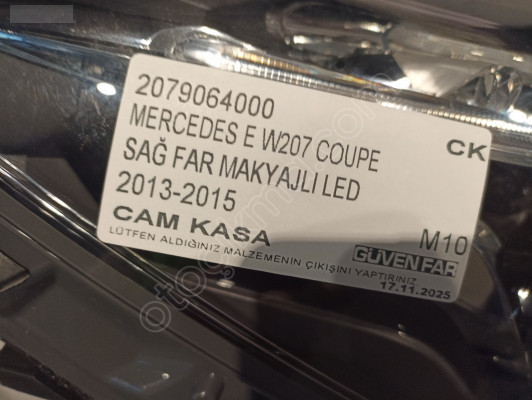 2079064000
MERCEDES E W207 COUPE
CK
SAĞ FAR MAKYAJLI LED
2013-2015
CAM KASA
M10
LÜTFEN ALDIĞINIZ MALZEMENİN ÇIKIŞINI YAPTIRINIZ
GÜVEN FAR
17.11.2025